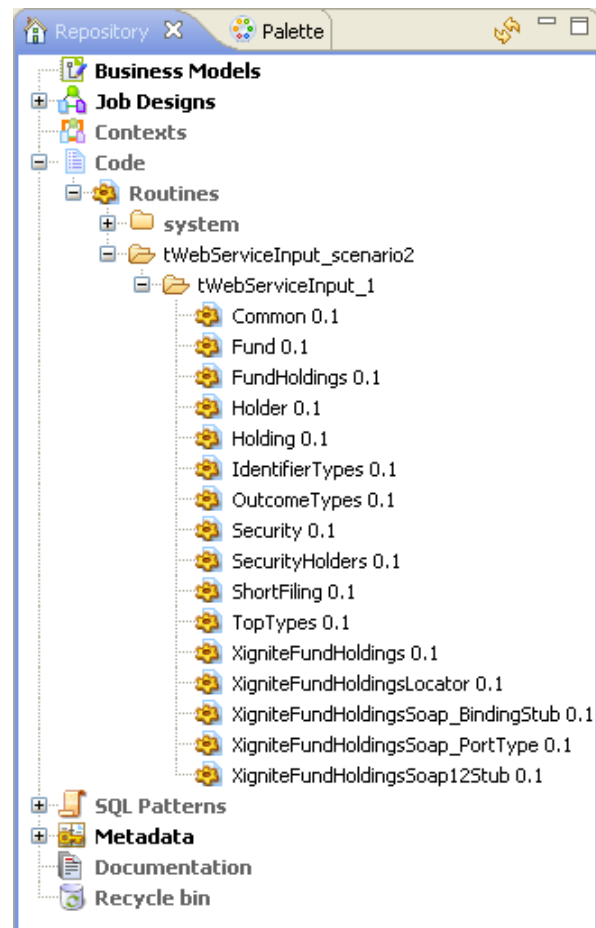 Repository Palette
Business Models
Job Designs
Contexts
Code
Routines
system
tWebServiceInput_scenario2
tWebServiceInput_1
Common 0.1
Fund 0.1
FundHoldings 0.1
Holder 0.1
Holding 0.1
IdentifierTypes 0.1
OutcomeTypes 0.1
Security 0.1
SecurityHolders 0.1
ShortFiling 0.1
TopTypes 0.1
XigniteFundHoldings 0.1
XigniteFundHoldingsLocator 0.1
XigniteFundHoldingsSoap_BindingStub 0.1
XigniteFundHoldingsSoap_PortType 0.1
XigniteFundHoldingsSoap12Stub 0.1
SQL Patterns
Metadata
Documentation
Recycle bin